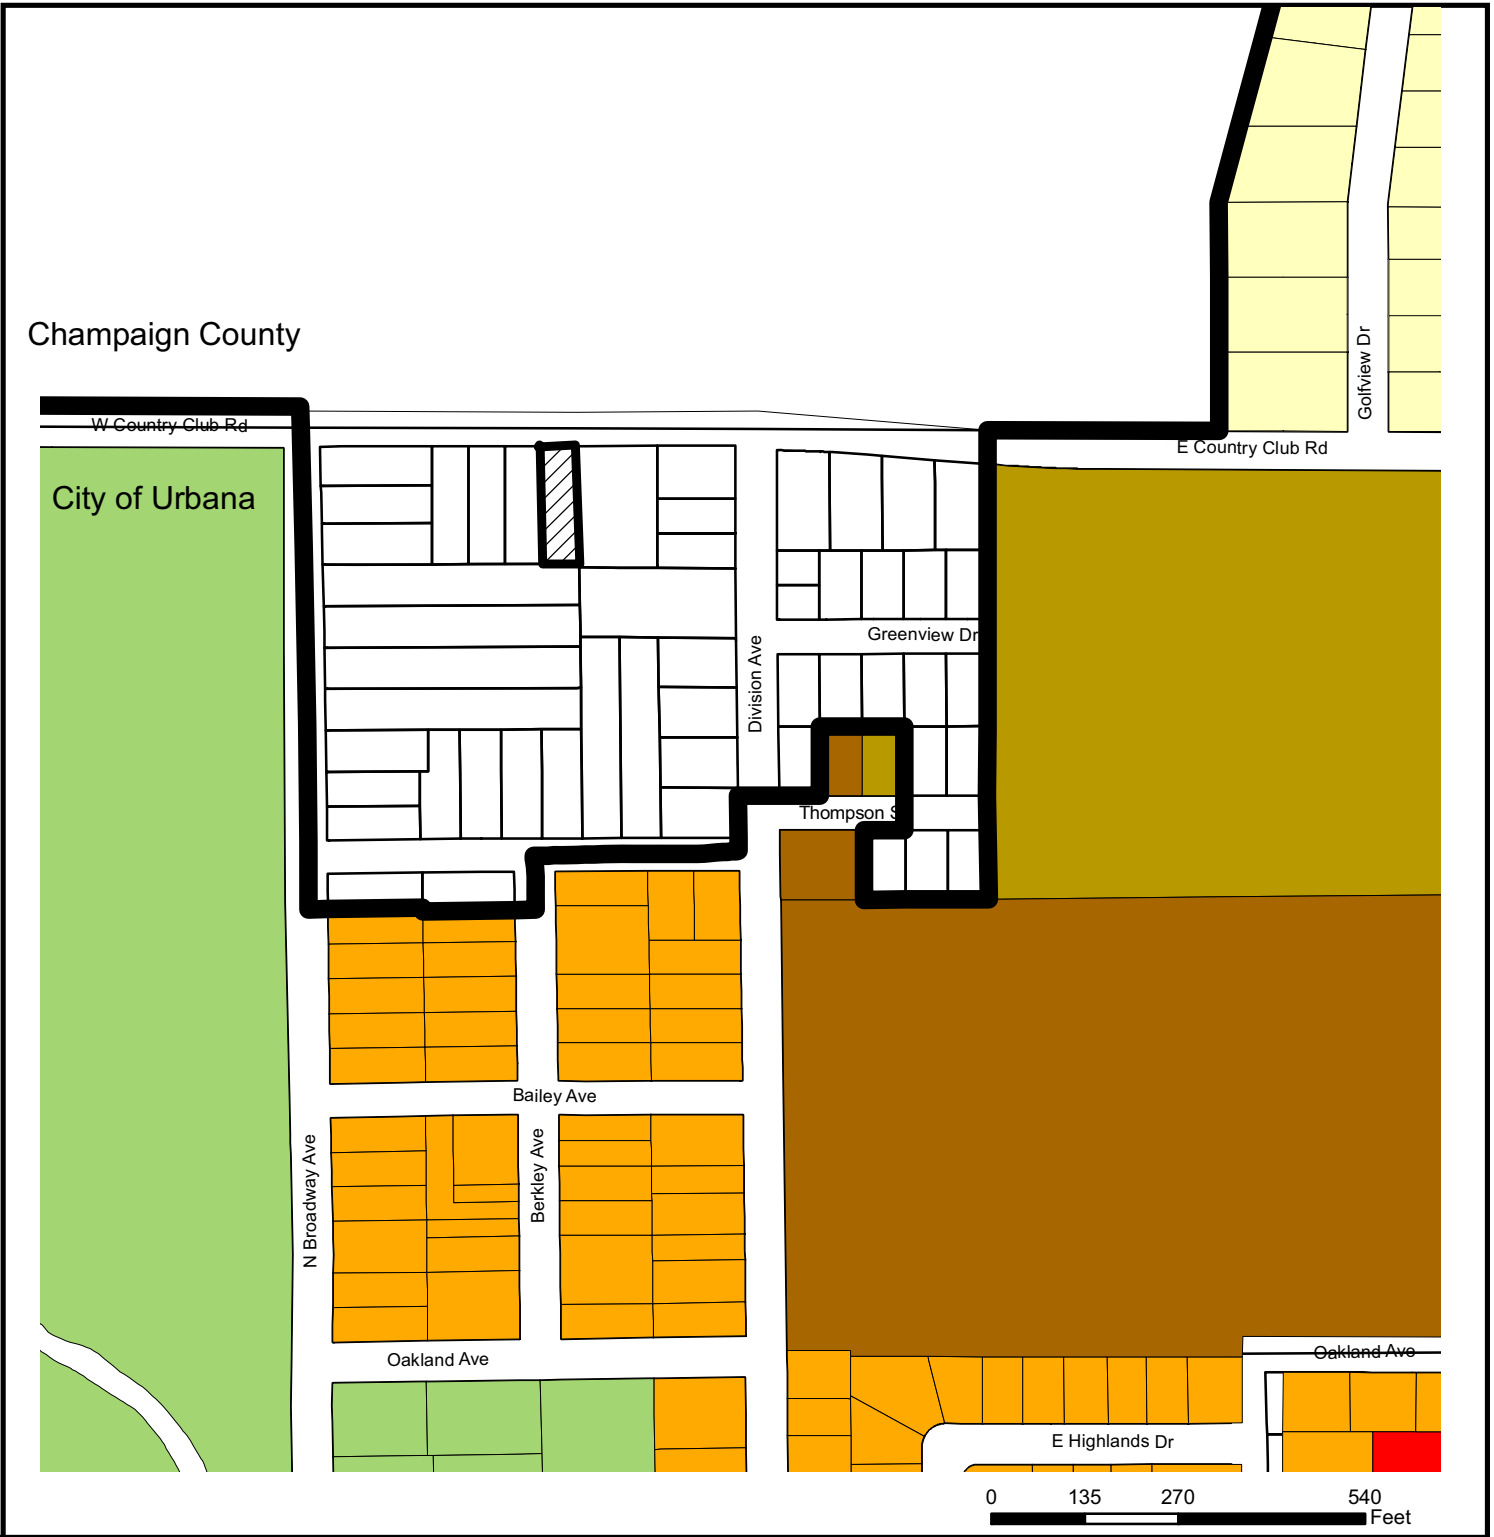 Champaign County
W Country Club Rd
Golfview Dr
E Country Club Rd
City of Urbana
Greenview Dr
Division Ave
Thompson S
Bailey Ave
N Broadway Ave
Berkley Ave
Oakland Ave
Oakland Ave
E Highlands Dr
0 135 270 540
Feet